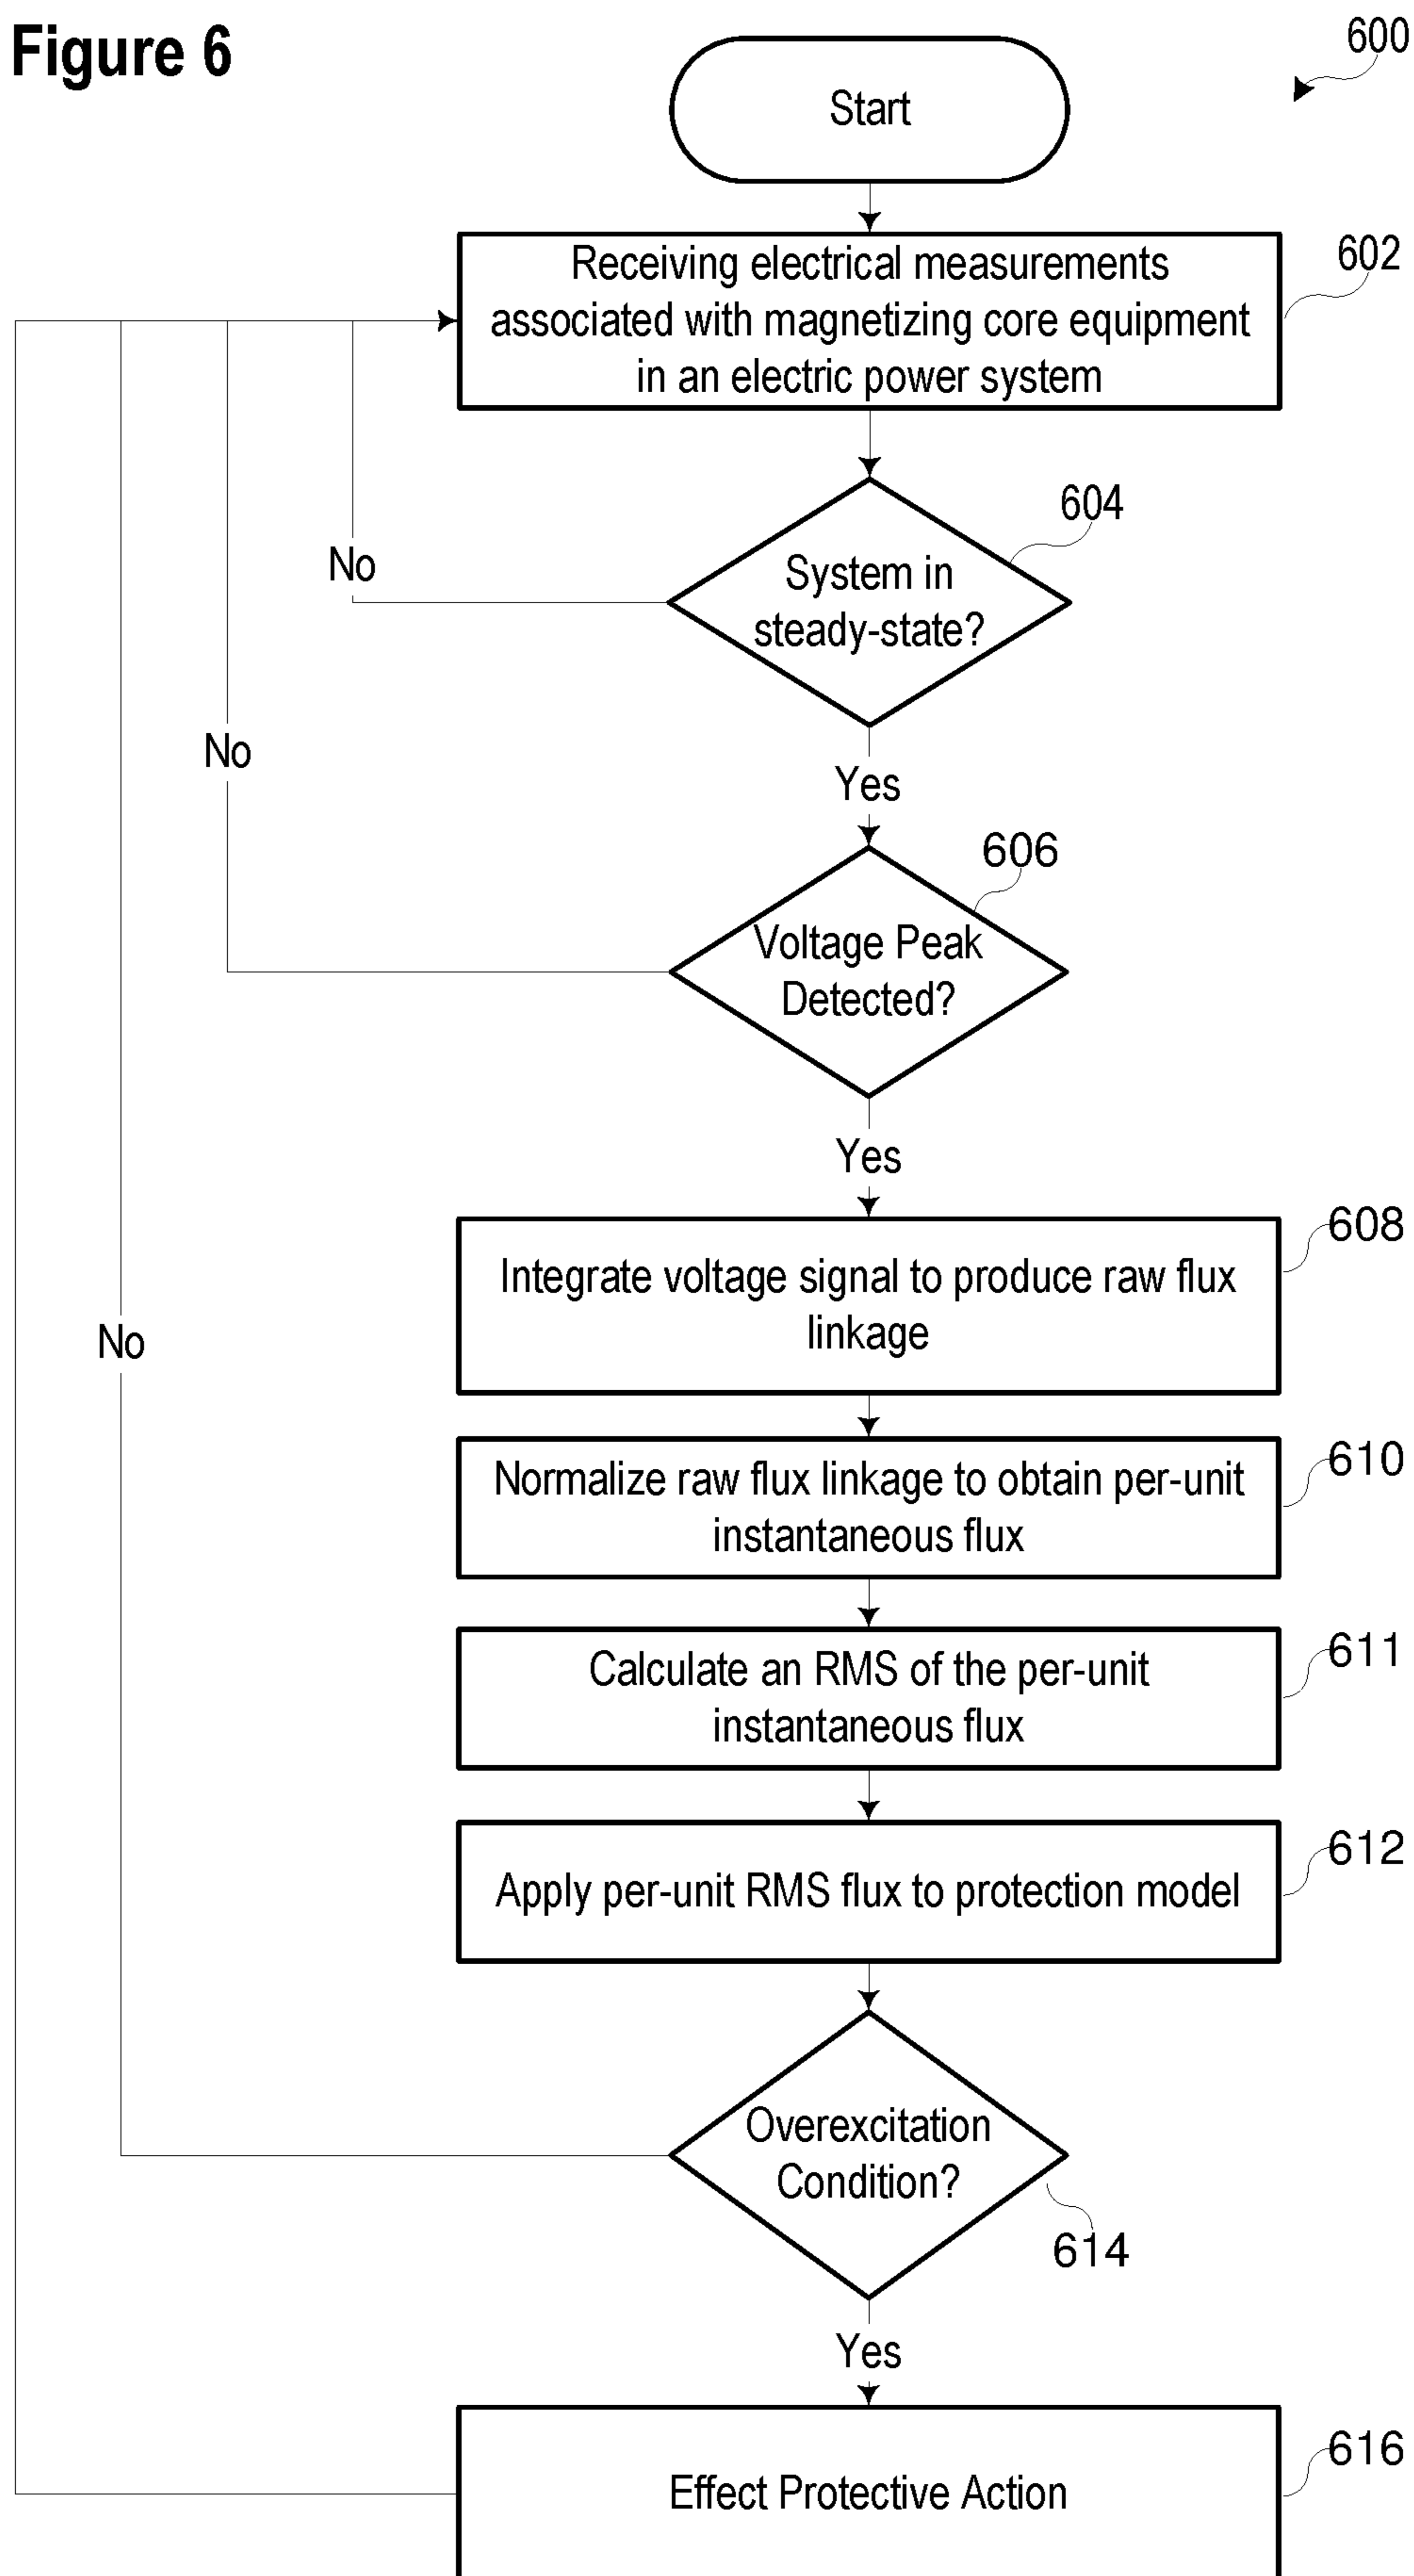 Figure 6
600
Start
Receiving electrical measurements
associated with magnetizing core equipment
in an electric power system
602
604
System in
steady-state?
No
Yes
606
Voltage Peak
Detected?
No
Yes
608
Integrate voltage signal to produce raw flux
linkage
No
610
Normalize raw flux linkage to obtain per-unit
instantaneous flux
611
Calculate an RMS of the per-unit
instantaneous flux
612
Apply per-unit RMS flux to protection model
Overexcitation
Condition?
614
Yes
616
Effect Protective Action